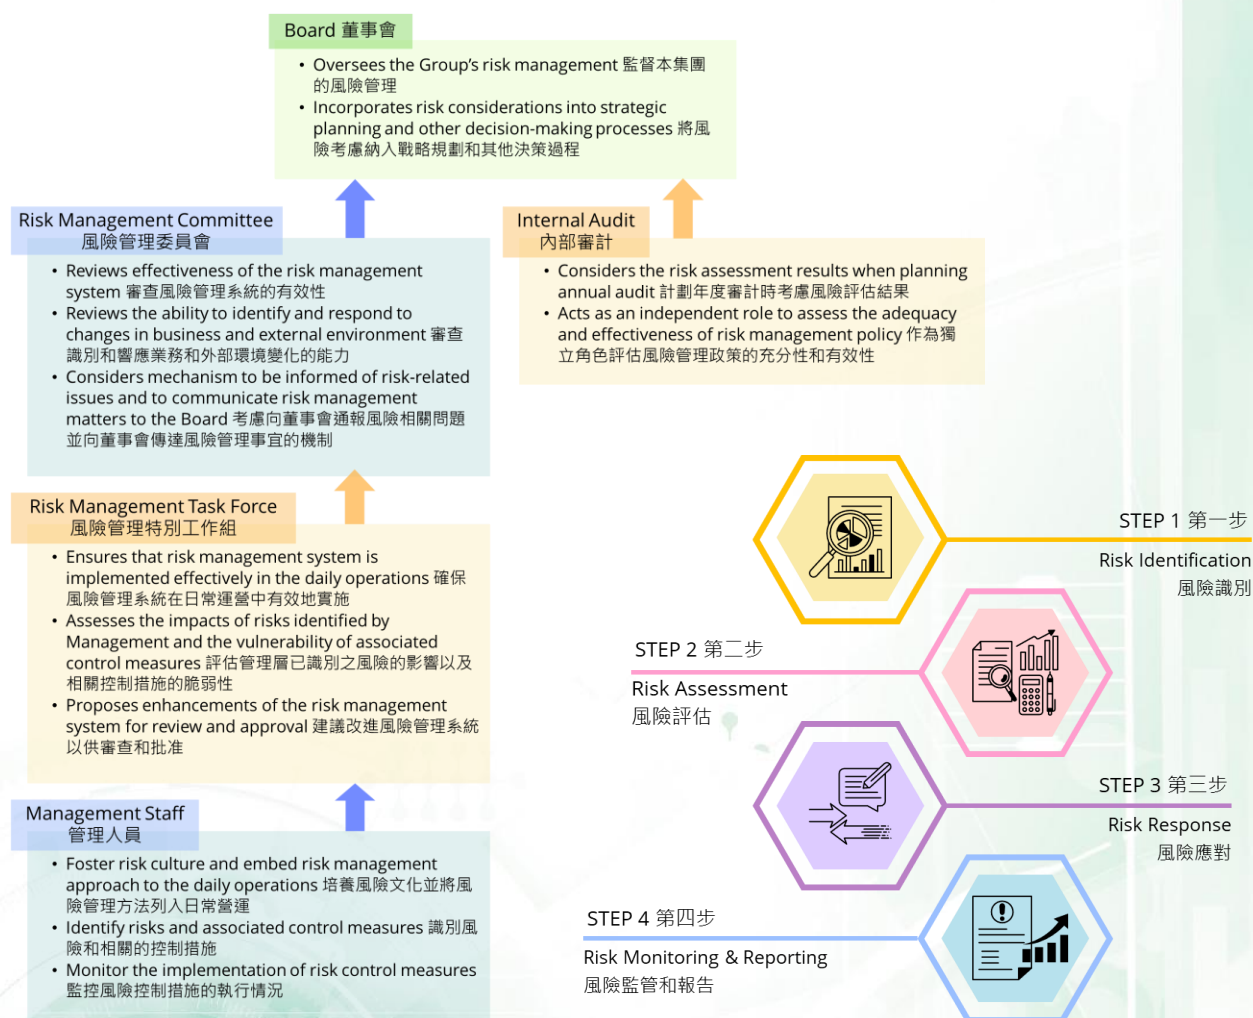 Board 董事會
• Oversees the Group's risk management 監督本集團
的風險管理
• Incorporates risk considerations into strategic
planning and other decision-making processes 將風
險考慮納入戰略規劃和其他決策過程
Risk Management Committee
風險管理委員會
• Reviews effectiveness of the risk management
system 審查風險管理系統的有效性
• Reviews the ability to identify and respond to
changes in business and external environment 審查
識別和響應業務和外部環境變化的能力
• Considers mechanism to be informed of risk-related
issues and to communicate risk management
matters to the Board 考慮向董事會通報風險相關問題
並向董事會傳達風險管理事宜的機制
Internal Audit
內部審計
• Considers the risk assessment results when planning
annual audit 計劃年度審計時考慮風險評估結果
• Acts as an independent role to assess the adequacy
and effectiveness of risk management policy 作為獨
立角色評估風險管理政策的充分性和有效性
Risk Management Task Force
風險管理特別工作組
• Ensures that risk management system is
implemented effectively in the daily operations 確保
風險管理系統在日常運營中有效地實施
• Assesses the impacts of risks identified by
Management and the vulnerability of associated
control measures 評估管理層已識別之風險的影響以及
相關控制措施的脆弱性
• Proposes enhancements of the risk management
system for review and approval 建議改進風險管理系統
以供審查和批准
Management Staff
管理人員
• Foster risk culture and embed risk management
approach to the daily operations 培養風險文化並將風
險管理方法列入日常營運
• Identify risks and associated control measures 識別風
險和相關的控制措施
• Monitor the implementation of risk control measures
監控風險控制措施的執行情況
STEP 1 第一步
Risk Identification
風險識別
STEP 2 第二步
Risk Assessment
風險評估
STEP 3 第三步
Risk Response
風險應對
STEP 4 第四步
Risk Monitoring & Reporting
風險監管和報告